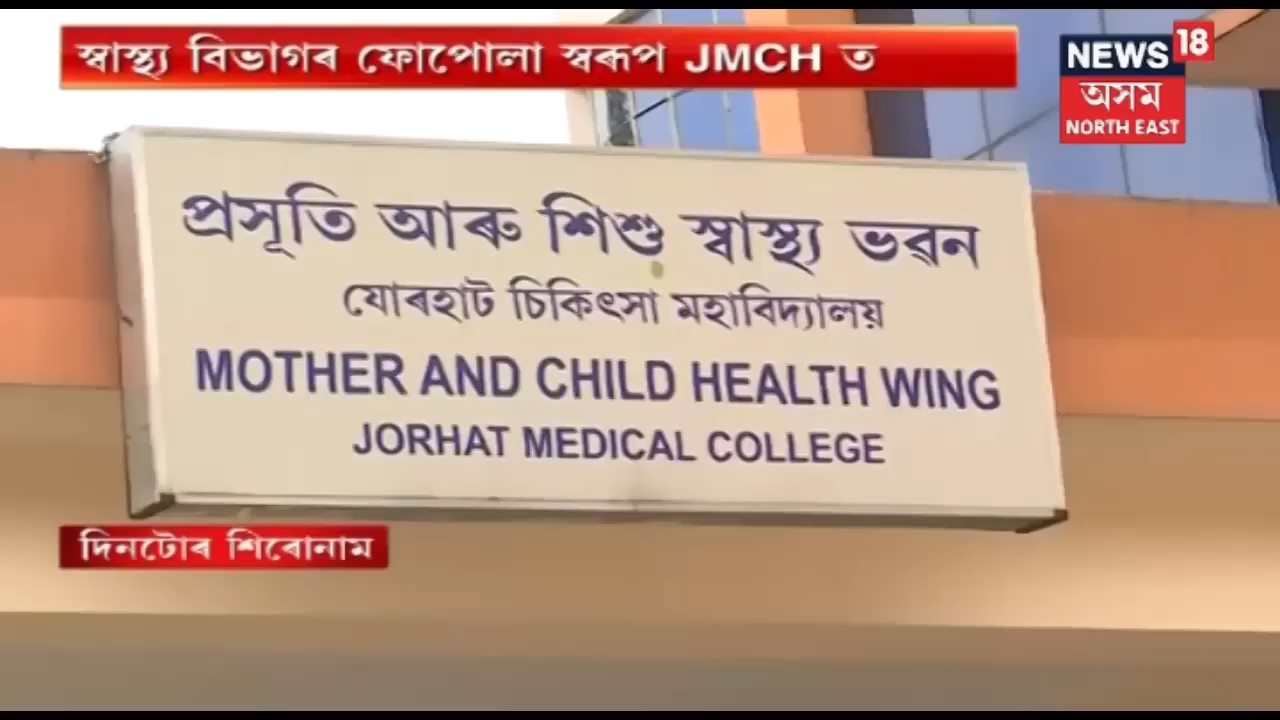 স্বাস্থ্য বিভাগৰ ফোপোলা স্বৰূপ JMCH ত
NEWS 18
অসম
NORTH EAST
প্ৰসূতি আৰু শিশু স্বাস্থ্য ভৱন
যোৰহাট চিকিৎসা মহাবিদ্যালয়
MOTHER AND CHILD HEALTH WING
JORHAT MEDICAL COLLEGE
দিনটোৰ শিৰোনাম